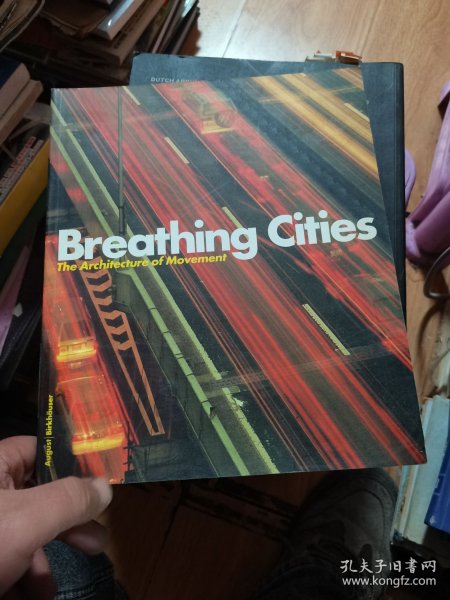 DUTCH
Breathing Cities
The Architecture of Movement
August | Birkhäuser
孔夫子旧书网
www.kongfz.com